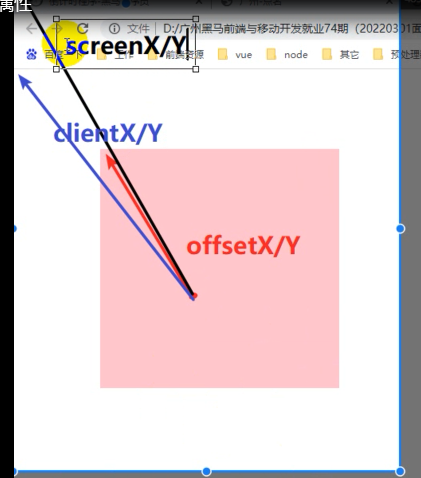 属性
screenX/Y
文件 D:/广州黑马前端与移动开发就业74期（20220301面
工作 前端资源 vue node 其它 预处理
clientX/Y
offsetX/Y